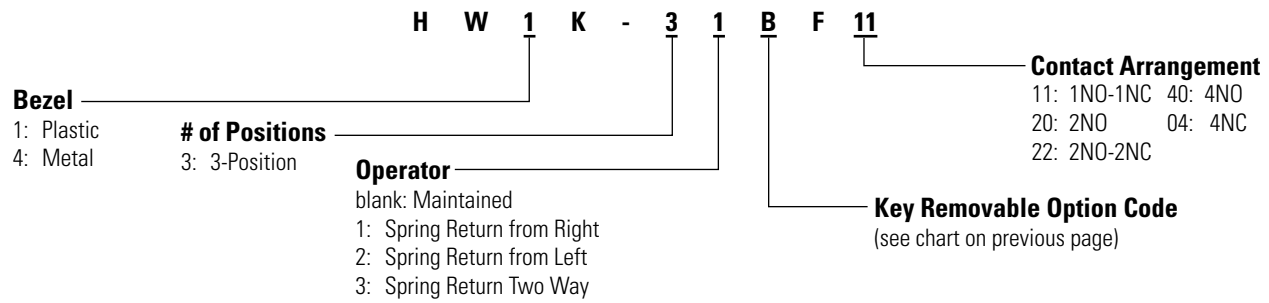 H W 1 K - 3 1 B F 11
Bezel
1: Plastic
4: Metal
# of Positions
3: 3-Position
Operator
blank: Maintained
1: Spring Return from Right
2: Spring Return from Left
3: Spring Return Two Way
Contact Arrangement
11: 1NO-1NC 40: 4NO
20: 2NO 04: 4NC
22: 2NO-2NC
Key Removable Option Code
(see chart on previous page)